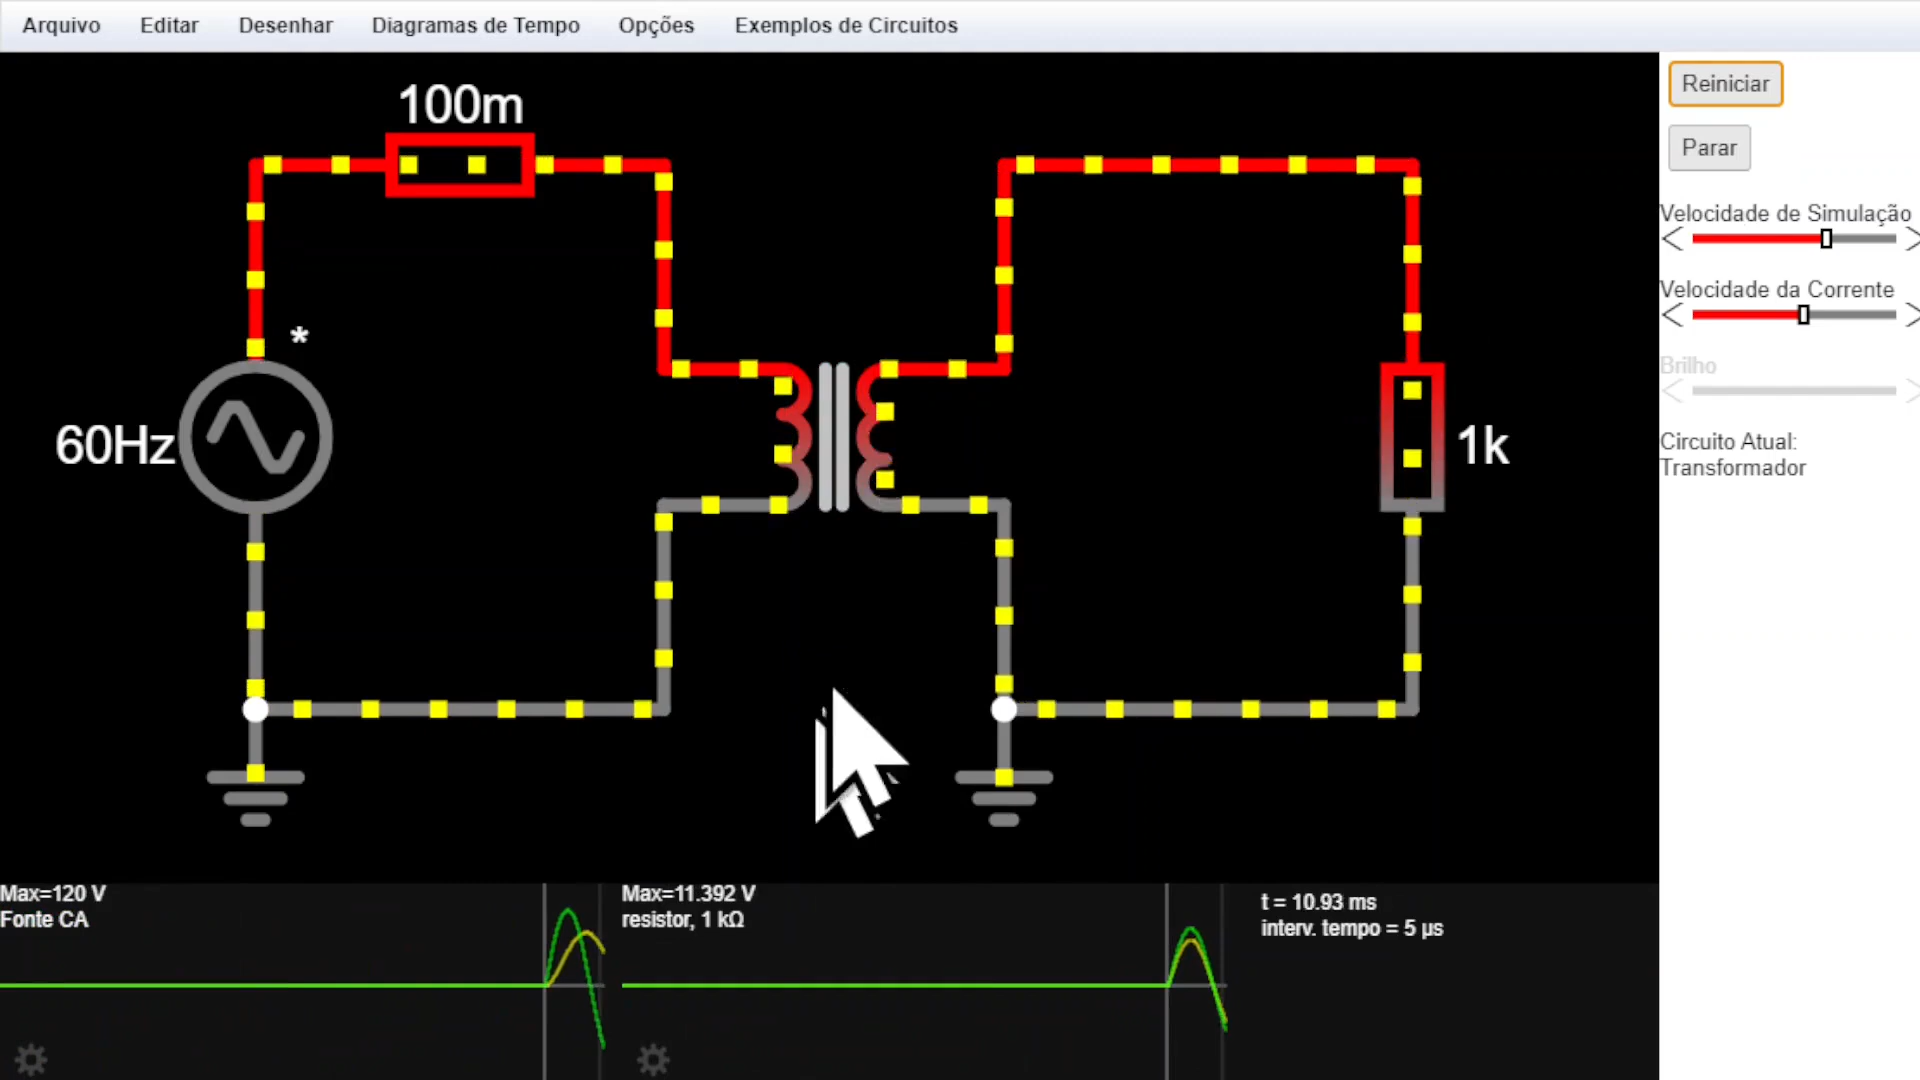 Arquivo Editar Desenhar Diagramas de Tempo Opções Exemplos de Circuitos
Reiniciar
Parar
Velocidade de Simulação
Velocidade da Corrente
Brilho
Circuito Atual:
Transformador
100m
*
60Hz
1k
Max=120 V
Fonte CA
Max=11.392 V
resistor, 1 kΩ
t = 10.93 ms
interv. tempo = 5 µs